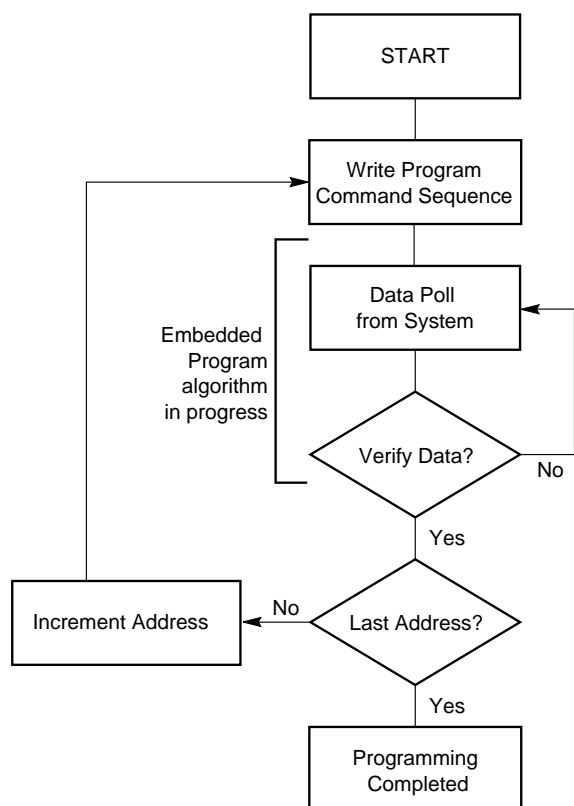 START
Write Program
Command Sequence
Data Poll
from System
Embedded
Program
algorithm
in progress
Verify Data?
No
Yes
Increment Address
No
Last Address?
Yes
Programming
Completed